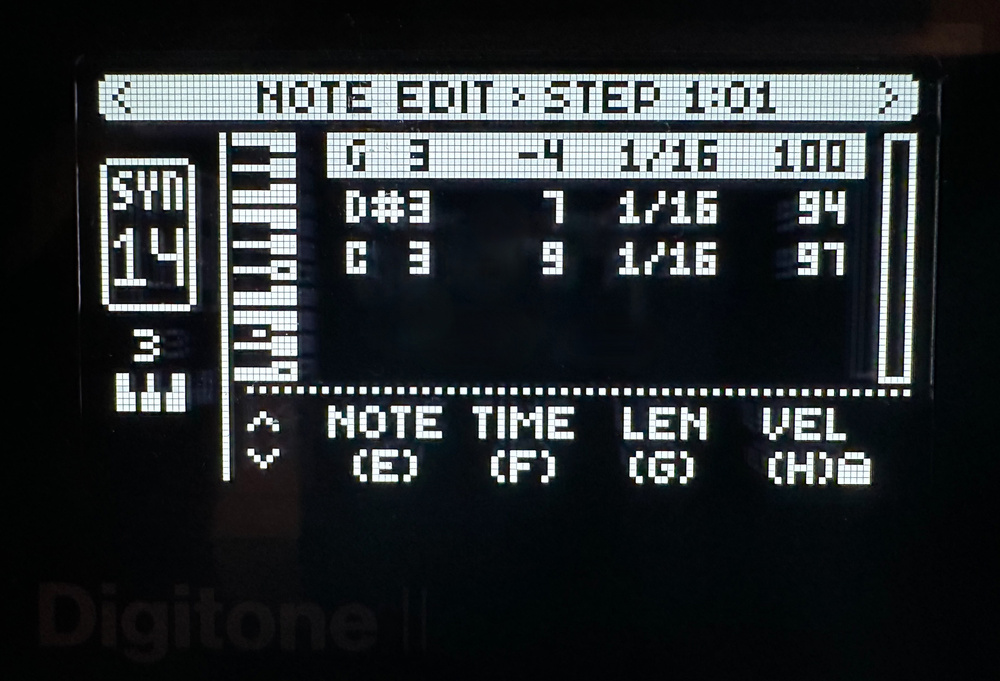 < NOTE EDIT > STEP 1:01 >
SYN
14
3
G 3 -4 1/16 100
D#3 7 1/16 94
C 3 9 1/16 97
NOTE TIME LEN VEL
(E) (F) (G) (H)
Digitone II